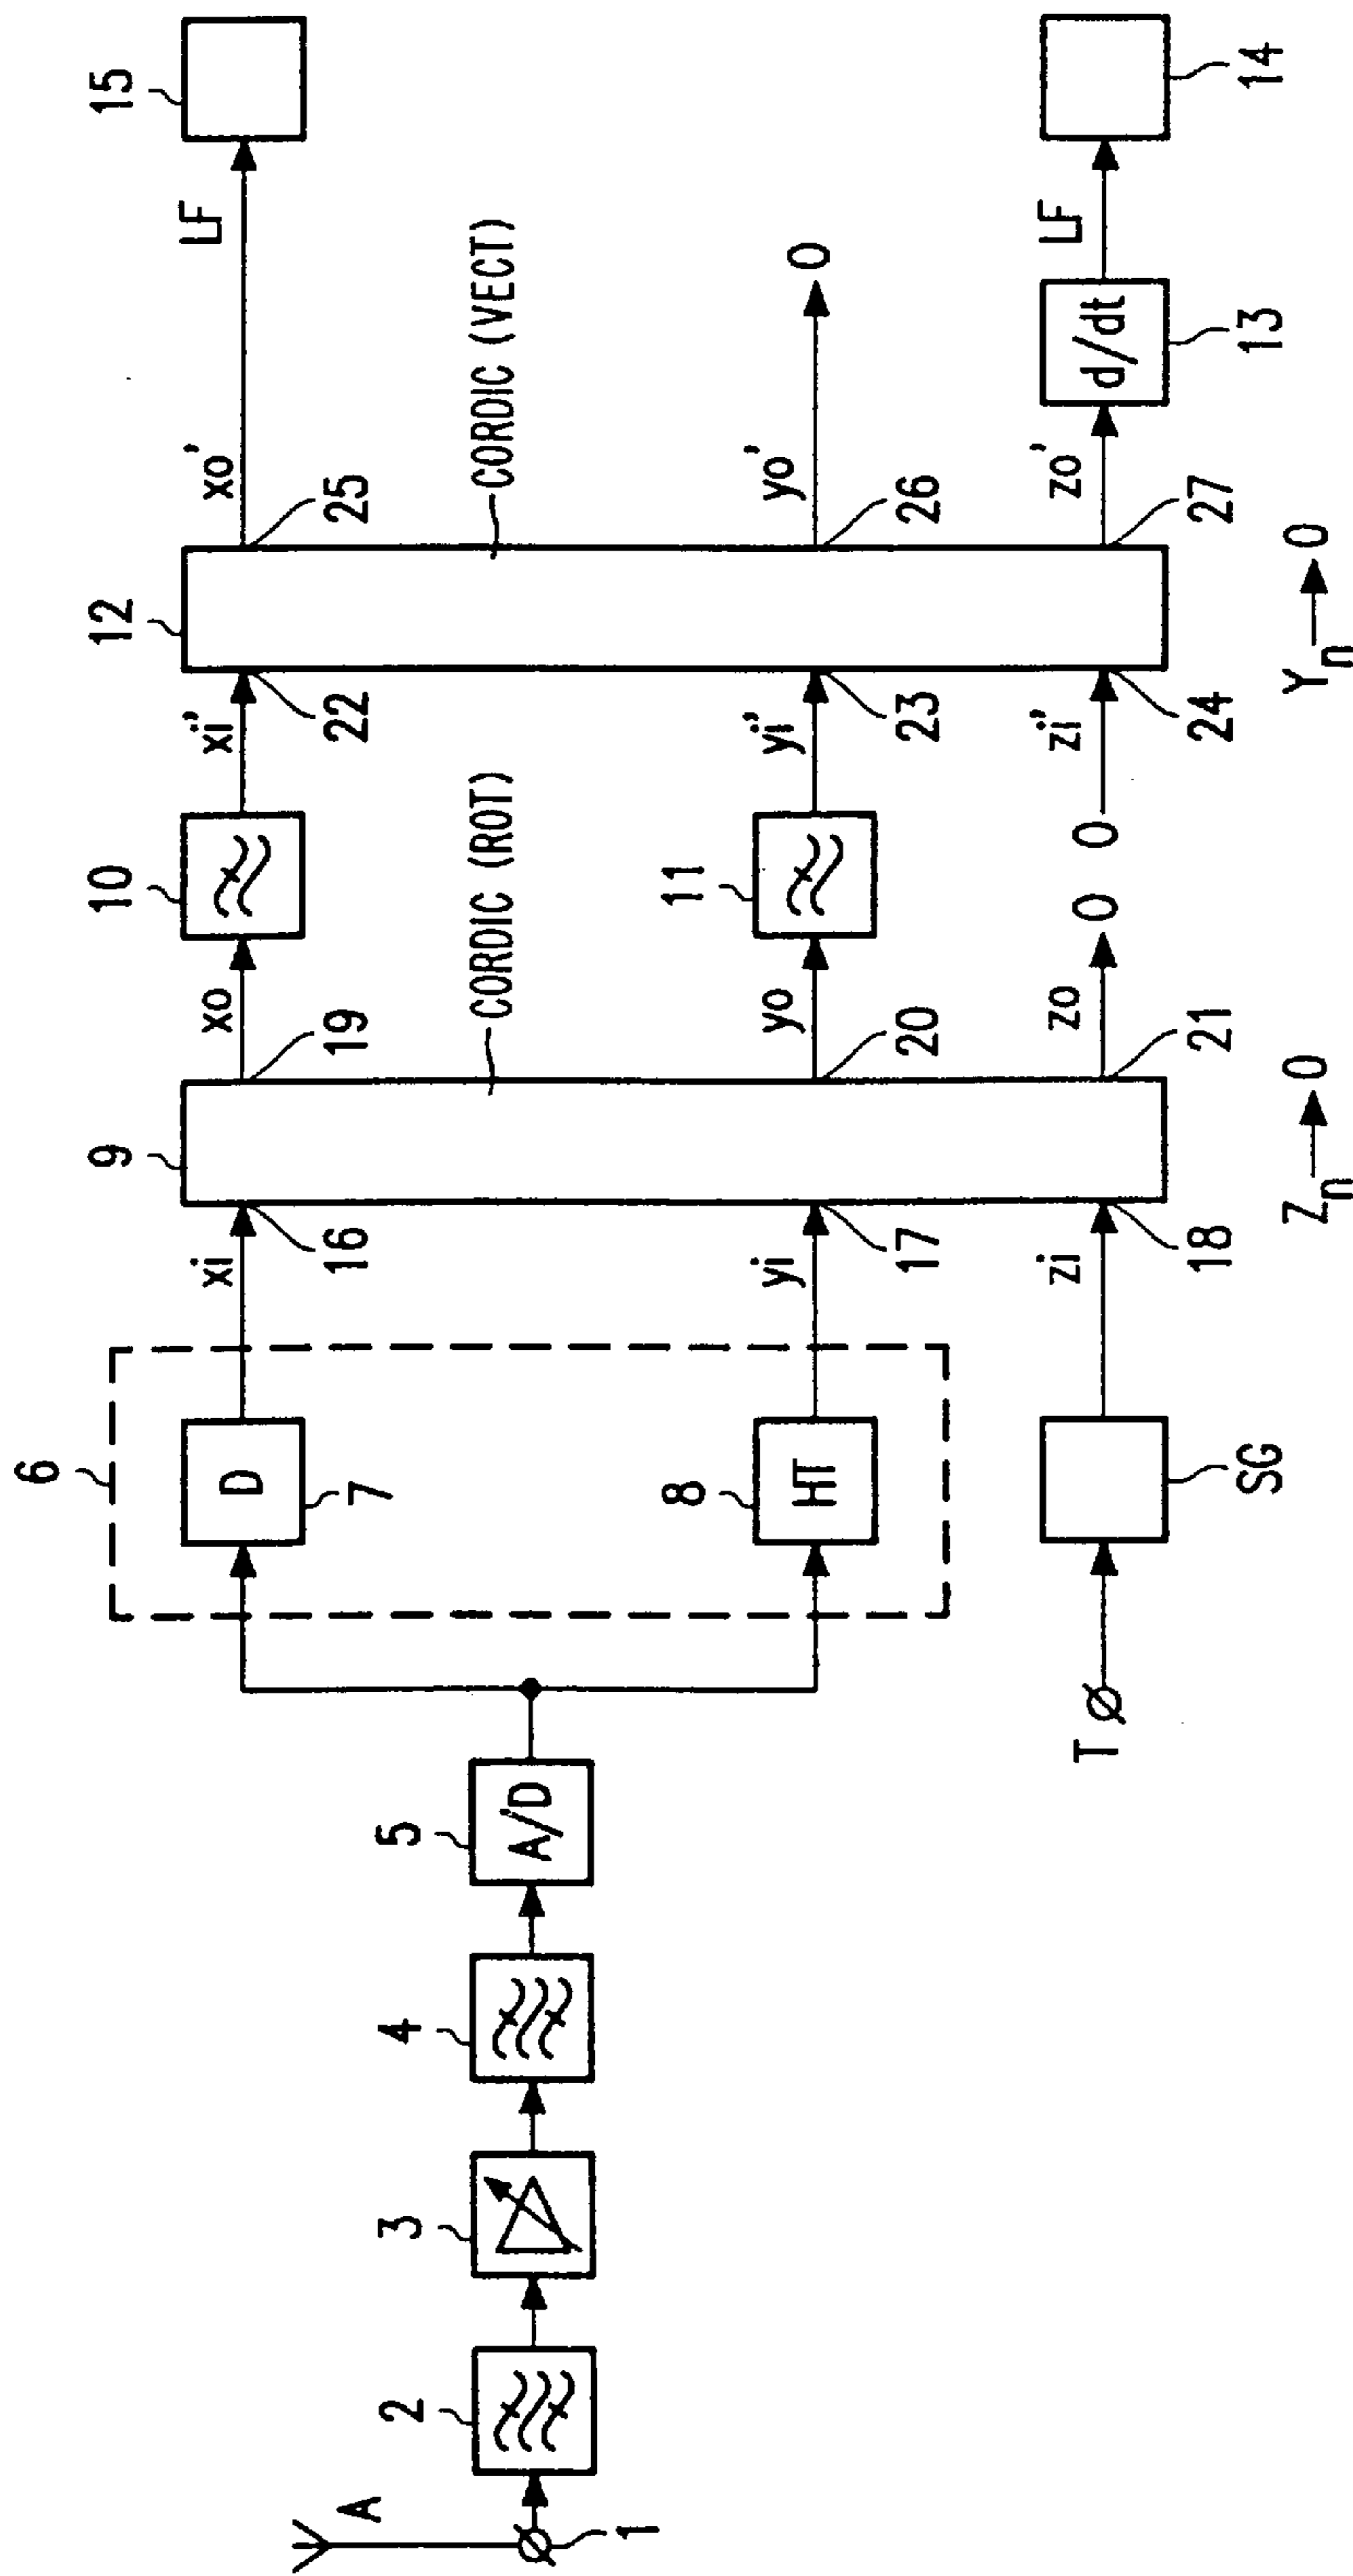 A
1
2
3
4
5
A/D
6
D
7
8
HT
T
SG
xi
yi
zi
16
17
18
9
CORDIC (ROT)
19
20
21
xo
yo
zo
0
Zn
0
10
11
0
xi'
yi'
zi'
22
23
24
12
CORDIC (VECT)
25
26
27
xo'
yo'
zo'
Yn
0
0
d/dt
13
LF
LF
15
14